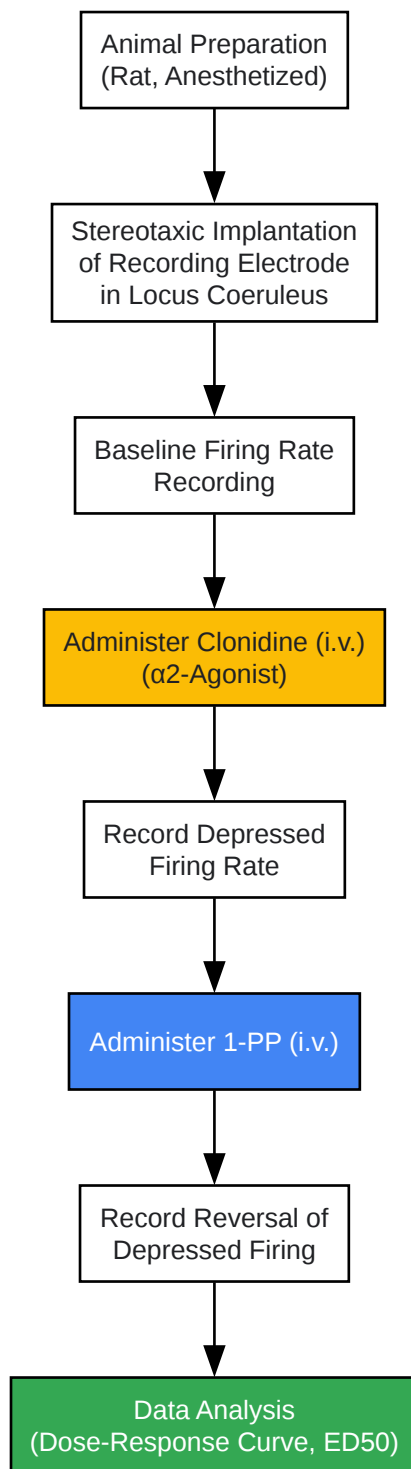 Animal Preparation
(Rat, Anesthetized)
Stereotaxic Implantation
of Recording Electrode
in Locus Coeruleus
Baseline Firing Rate
Recording
Administer Clonidine (i.v.)
(α2-Agonist)
Record Depressed
Firing Rate
Administer 1-PP (i.v.)
Record Reversal of
Depressed Firing
Data Analysis
(Dose-Response Curve, ED50)